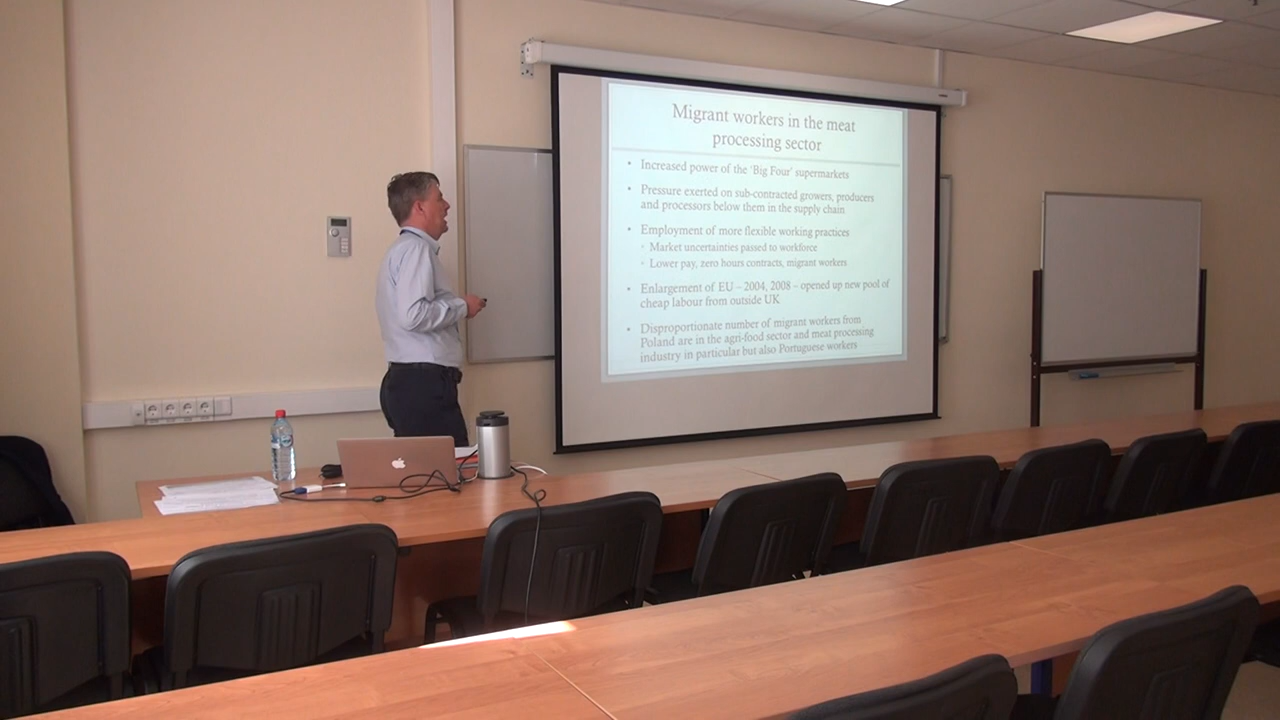 Migrant workers in the meat
processing sector
• Increased power of the 'Big Four' supermarkets
• Pressure exerted on sub-contracted growers, producers
and processors below them in the supply chain
• Employment of more flexible working practices
• Market uncertainties passed to workforce
• Lower pay, zero hours contracts, migrant workers
• Enlargement of EU – 2004, 2008 – opened up new pool of
cheap labour from outside UK
• Disproportionate number of migrant workers from
Poland are in the agri-food sector and meat processing
industry in particular but also Portuguese workers